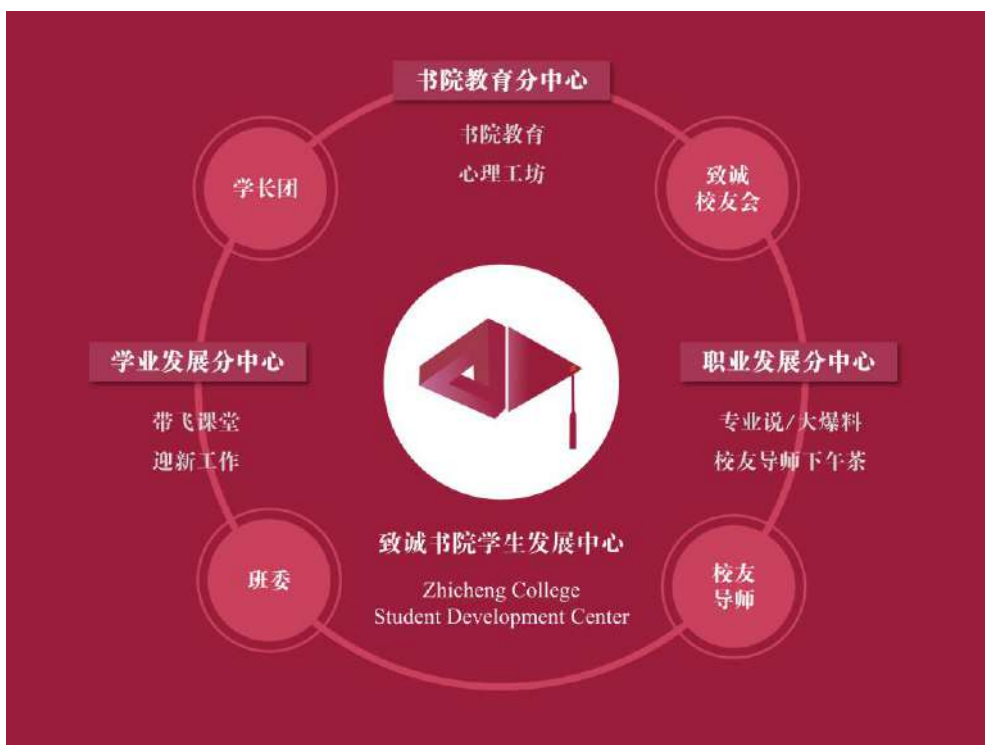 书院教育分中心
书院教育
心理工坊
学长团
致诚
校友会
学业发展分中心
带飞课堂
迎新工作
职业发展分中心
专业说/大爆料
校友导师下午茶
班委
致诚书院学生发展中心
Zhicheng College
Student Development Center
校友
导师